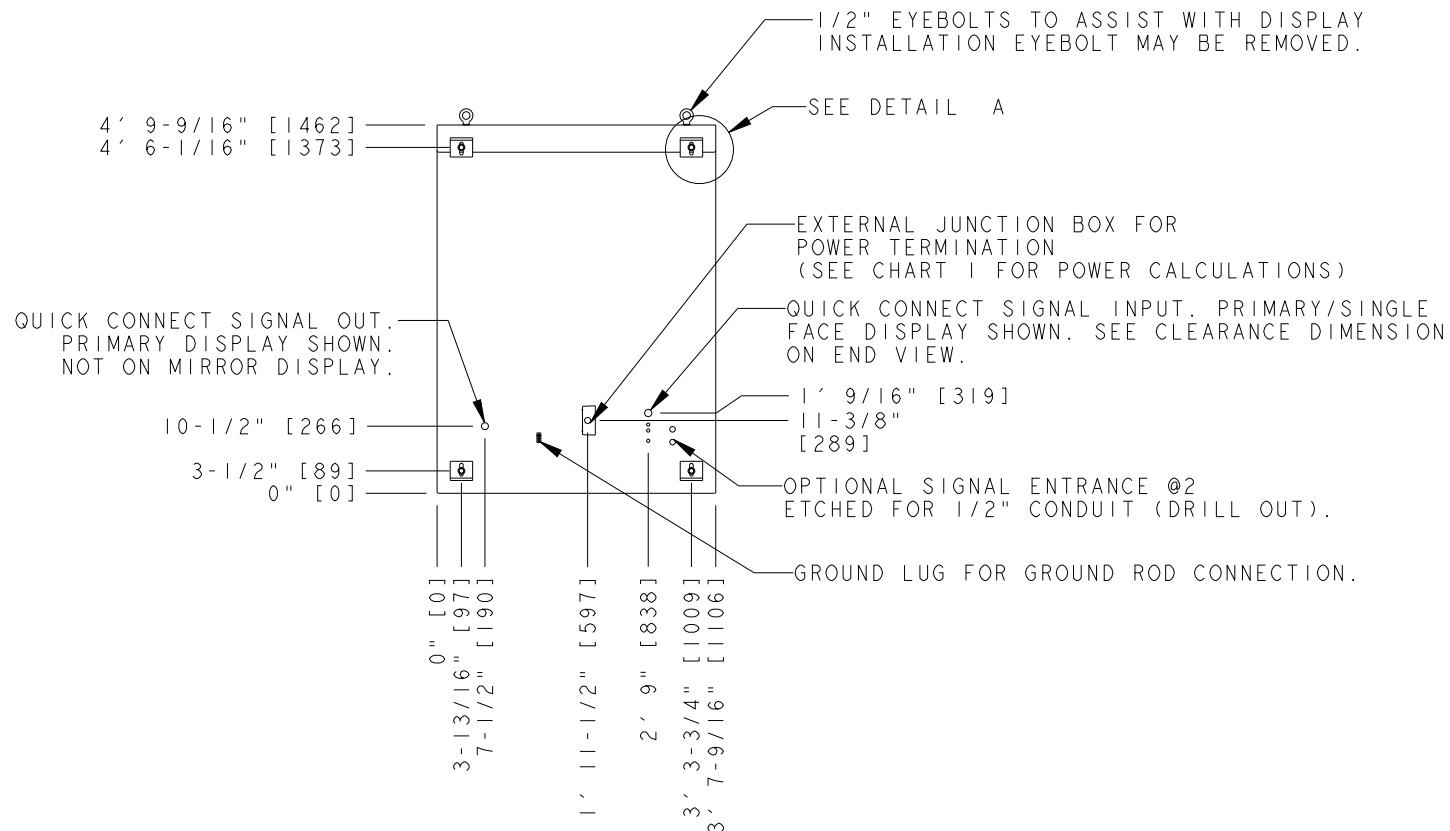 1/2" EYEBOLTS TO ASSIST WITH DISPLAY
INSTALLATION EYEBOLT MAY BE REMOVED.
SEE DETAIL A
4´ 9-9/16" [1462]
4´ 6-1/16" [1373]
EXTERNAL JUNCTION BOX FOR
POWER TERMINATION
(SEE CHART 1 FOR POWER CALCULATIONS)
QUICK CONNECT SIGNAL OUT.
PRIMARY DISPLAY SHOWN.
NOT ON MIRROR DISPLAY.
QUICK CONNECT SIGNAL INPUT. PRIMARY/SINGLE
FACE DISPLAY SHOWN. SEE CLEARANCE DIMENSION
ON END VIEW.
1´ 9/16" [319]
11-3/8"
[289]
10-1/2" [266]
3-1/2" [89]
0" [0]
OPTIONAL SIGNAL ENTRANCE @2
ETCHED FOR 1/2" CONDUIT (DRILL OUT).
GROUND LUG FOR GROUND ROD CONNECTION.
0" [0]
3-13/16" [97]
7-1/2" [190]
1´ 11-1/2" [597]
2´ 9" [838]
3´ 3-3/4" [1009]
3´ 7-9/16" [1106]